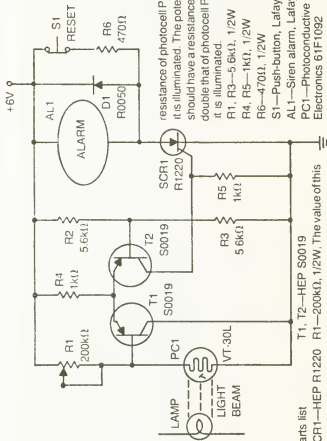 +6V
S1
RESET
AL1
ALARM
D1
R0050
R6
470Ω
R1
200kΩ
R4
1kΩ
R2
5.6kΩ
T1
S0019
T2
S0019
SCR1
R1220
LAMP
LIGHT
BEAM
PC1
VT-30L
R3
5.6kΩ
R5
1kΩ
arts list
CR1—HEP R1220
T1, T2—HEP S0019
R1—200kΩ, 1/2W, The value of this
resistance of photocell P
it is illuminated. The pote
should have a resistance
double that of photocell P
it is illuminated.
R1, R3—5.6kΩ, 1/2W
R4, R5—1kΩ, 1/2W
R6—470Ω, 1/2W
S1—Push-button, Lafay
AL1—Siren alarm, Lafa
PC1—Photoconductive
Electronics 61F1092